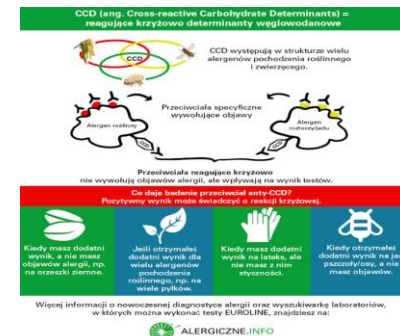 CCD (ang. Cross-reactive Carbohydrate Determinants) =
reagujące krzyżowo determinanty węglowodanowe
CCD
CCD występują w strukturze wielu
alergenów pochodzenia roślinnego
i zwierzęcego.
Przeciwciała specyficzne
wywołujące objawy
Alergen roślinny
Alergen
roztoczy/jadu
CCD
CCD
Przeciwciała reagujące krzyżowo
nie wywołują objawów alergii, ale wpływają na wynik testów.
Co daje badanie przeciwciał anty-CCD?
Pozytywny wynik może świadczyć o reakcji krzyżowej.
Kiedy masz dodatni
wynik, a nie masz
objawów alergii, np.
na orzeszki ziemne.
Jeśli otrzymałeś
dodatni wynik dla
wielu alergenów
pochodzenia
roślinnego, np. na
wiele pyłków.
Kiedy masz dodatni
wynik na lateks, ale
nie masz z nim
styczności.
Kiedy otrzymałeś
dodatni wynik na jad
pszczoły/osy, a nie
masz objawów.
Więcej informacji o nowoczesnej diagnostyce alergii oraz wyszukiwarkę laboratoriów,
w których można wykonać testy EUROLINE, znajdziesz na:
ALERGICZNE.INFO